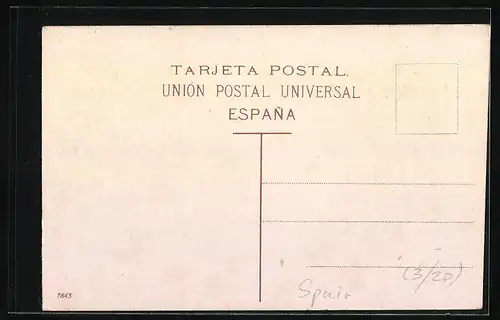 TARJETA POSTAL.
UNIÓN POSTAL UNIVERSAL
ESPAÑA
(3/20)
Spain
7843